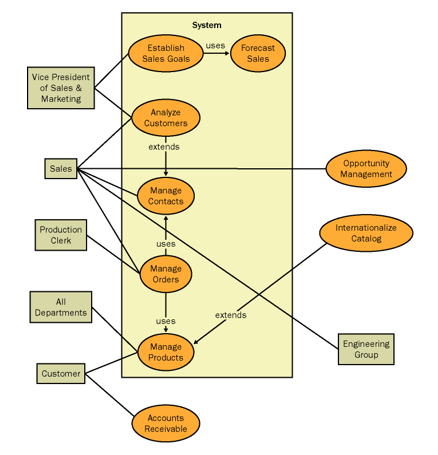 System
Establish
Sales Goals
uses
Forecast
Sales
Vice President
of Sales &
Marketing
Analyze
Customers
extends
Sales
Opportunity
Management
Manage
Contacts
Production
Clerk
Internationalize
Catalog
uses
Manage
Orders
All
Departments
uses
extends
Manage
Products
Engineering
Group
Customer
Accounts
Receivable